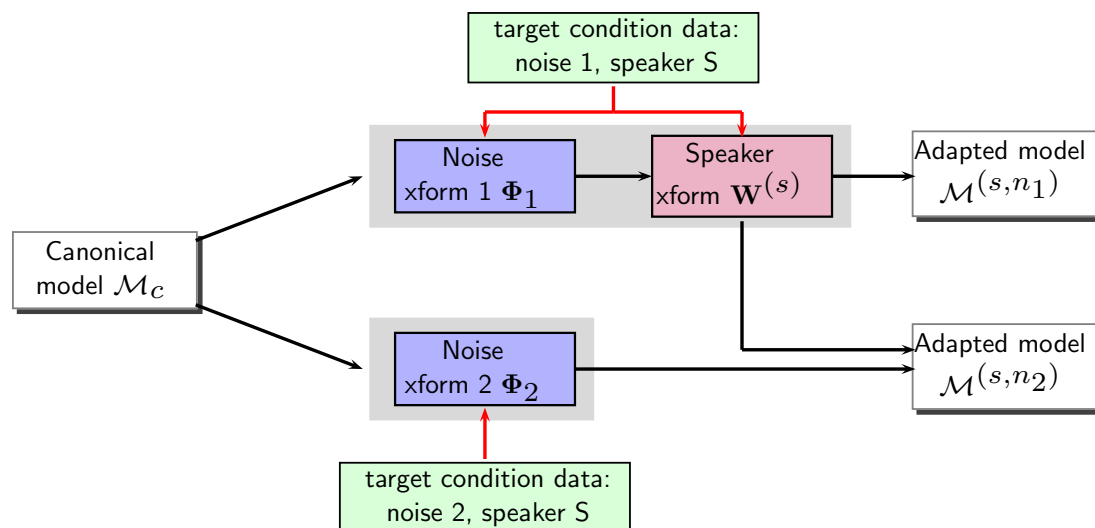 target condition data:
noise 1, speaker S
Noise
xform 1 Φ₁
Speaker
xform W⁽ˢ⁾
Adapted model
ℳ^(s,n₁)
Canonical
model ℳ_c
Noise
xform 2 Φ₂
Adapted model
ℳ^(s,n₂)
target condition data:
noise 2, speaker S